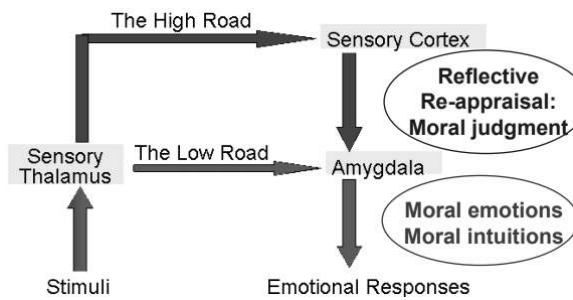 The High Road
Sensory Cortex
Reflective
Re-appraisal:
Moral judgment
Sensory
Thalamus
The Low Road
Amygdala
Moral emotions
Moral intuitions
Stimuli
Emotional Responses